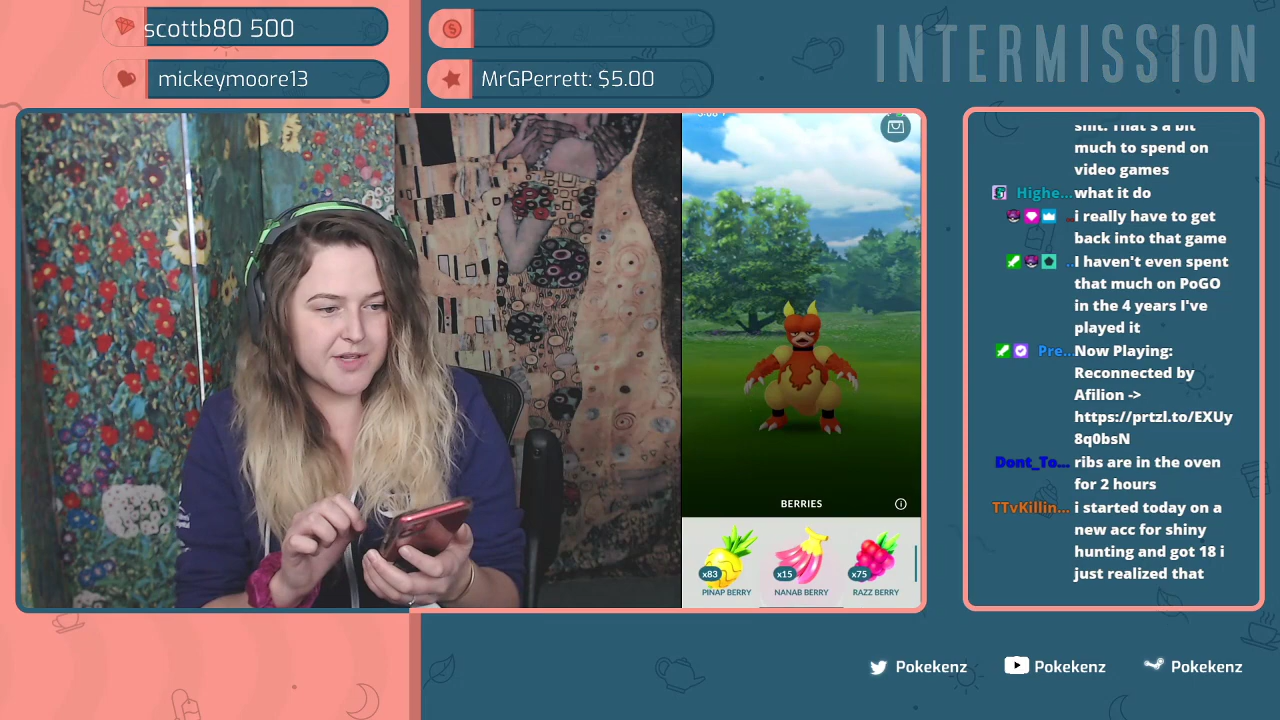 scottb80 500
mickeymoore13
MrGPerrett: $5.00
INTERMISSION
BERRIES
x83
PINAP BERRY
x15
NANAB BERRY
x75
RAZZ BERRY
shit. That's a bit
much to spend on
video games
Highe... what it do
i really have to get
back into that game
.. I haven't even spent
that much on PoGO
in the 4 years I've
played it
Pre... Now Playing:
Reconnected by
Afilion ->
https://prtzl.to/EXUy
8q0bsN
Dont_To... ribs are in the oven
for 2 hours
TTvKillin... i started today on a
new acc for shiny
hunting and got 18 i
just realized that
Pokekenz
Pokekenz
Pokekenz